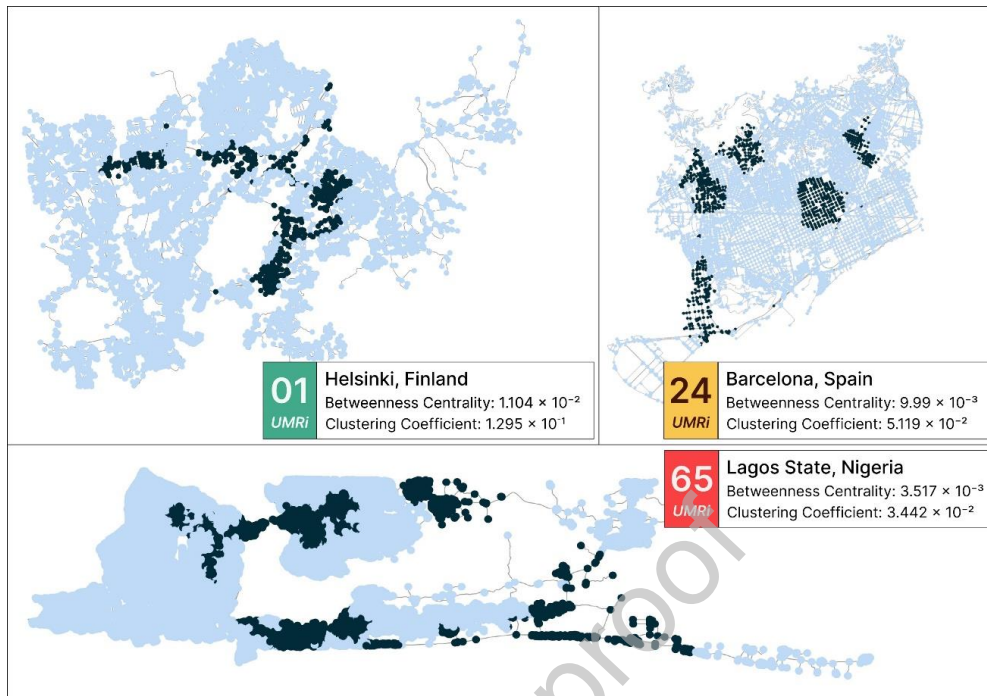 01
UMRi
Helsinki, Finland
Betweenness Centrality: 1.104 × 10⁻²
Clustering Coefficient: 1.295 × 10⁻¹
24
UMRi
Barcelona, Spain
Betweenness Centrality: 9.99 × 10⁻³
Clustering Coefficient: 5.119 × 10⁻²
65
UMRi
Lagos State, Nigeria
Betweenness Centrality: 3.517 × 10⁻³
Clustering Coefficient: 3.442 × 10⁻²
proof